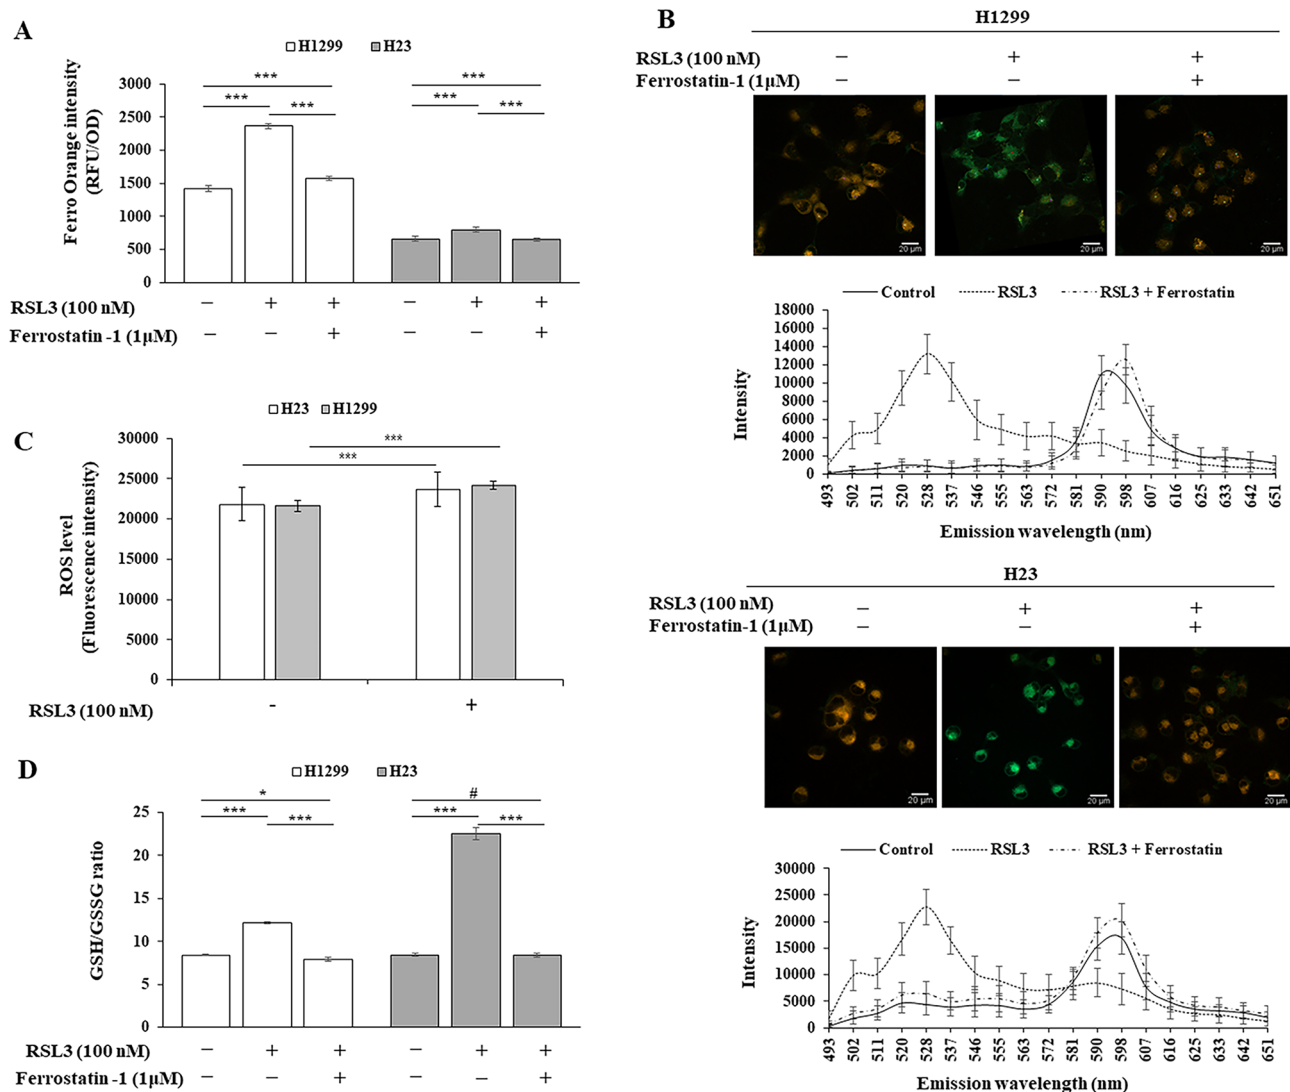 A
H1299 H23
Ferro Orange intensity
(RFU/OD)
3000
2500
2000
1500
1000
500
0
*** *** *** *** *** ***
RSL3 (100 nM) − + + − + +
Ferrostatin -1 (1µM) − − + − − +
B
H1299
RSL3 (100 nM) − + +
Ferrostatin-1 (1µM) − − +
20 µm 20 µm 20 µm
Control RSL3 RSL3 + Ferrostatin
Intensity
18000
16000
14000
12000
10000
8000
6000
4000
2000
0
493 502 511 520 528 537 546 555 563 572 581 590 598 607 616 625 633 642 651
Emission wavelength (nm)
H23
RSL3 (100 nM) − + +
Ferrostatin-1 (1µM) − − +
20 µm 20 µm 20 µm
Control RSL3 RSL3 + Ferrostatin
Intensity
30000
25000
20000
15000
10000
5000
0
493 502 511 520 528 537 546 555 563 572 581 590 598 607 616 625 633 642 651
Emission wavelength (nm)
C
H23 H1299
ROS level
(Fluorescence intensity)
30000
25000
20000
15000
10000
5000
0
***
***
RSL3 (100 nM) - +
D
H1299 H23
GSH/GSSG ratio
25
20
15
10
5
0
* #
*** *** *** ***
RSL3 (100 nM) − + + − + +
Ferrostatin-1 (1µM) − − + − − +